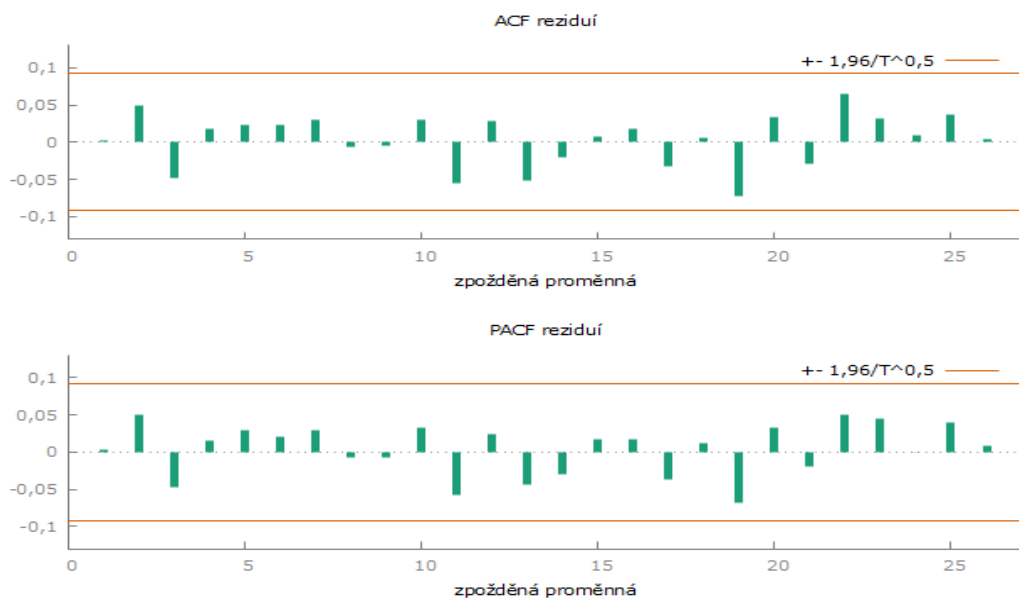 ACF reziduí
+- 1,96/T^0,5
0,1
0,05
0
-0,05
-0,1
0 5 10 15 20 25
zpožděná proměnná
PACF reziduí
+- 1,96/T^0,5
0,1
0,05
0
-0,05
-0,1
0 5 10 15 20 25
zpožděná proměnná